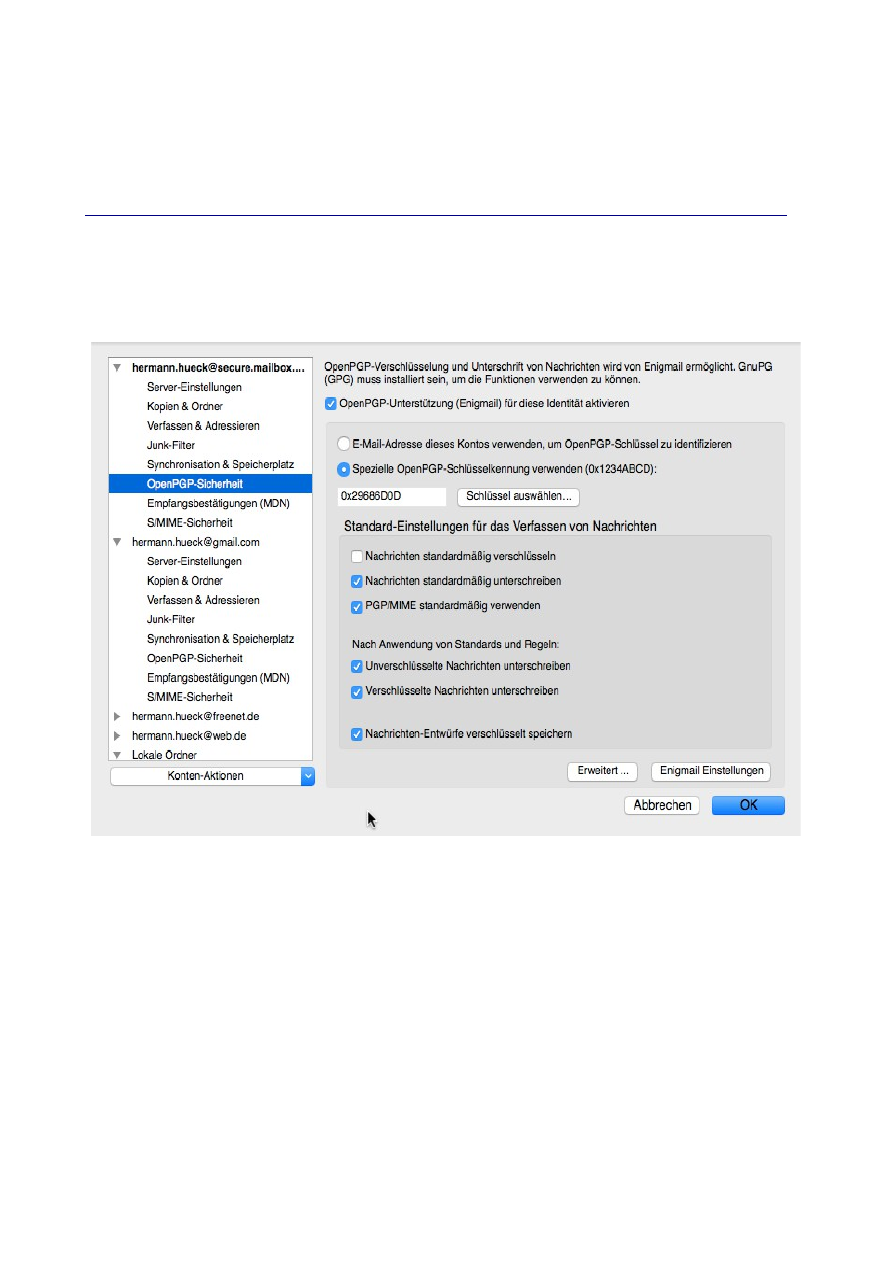 hermann.hueck@secure.mailbox....
Server-Einstellungen
Kopien & Ordner
Verfassen & Adressieren
Junk-Filter
Synchronisation & Speicherplatz
OpenPGP-Sicherheit
Empfangsbestätigungen (MDN)
S/MIME-Sicherheit
hermann.hueck@gmail.com
Server-Einstellungen
Kopien & Ordner
Verfassen & Adressieren
Junk-Filter
Synchronisation & Speicherplatz
OpenPGP-Sicherheit
Empfangsbestätigungen (MDN)
S/MIME-Sicherheit
hermann.hueck@freenet.de
hermann.hueck@web.de
Lokale Ordner
Konten-Aktionen
OpenPGP-Verschlüsselung und Unterschrift von Nachrichten wird von Enigmail ermöglicht. GnuPG
(GPG) muss installiert sein, um die Funktionen verwenden zu können.
OpenPGP-Unterstützung (Enigmail) für diese Identität aktivieren
E-Mail-Adresse dieses Kontos verwenden, um OpenPGP-Schlüssel zu identifizieren
Spezielle OpenPGP-Schlüsselkennung verwenden (0x1234ABCD):
0x29686D0D
Schlüssel auswählen...
Standard-Einstellungen für das Verfassen von Nachrichten
Nachrichten standardmäßig verschlüsseln
Nachrichten standardmäßig unterschreiben
PGP/MIME standardmäßig verwenden
Nach Anwendung von Standards und Regeln:
Unverschlüsselte Nachrichten unterschreiben
Verschlüsselte Nachrichten unterschreiben
Nachrichten-Entwürfe verschlüsselt speichern
Erweitert ...
Enigmail Einstellungen
Abbrechen
OK